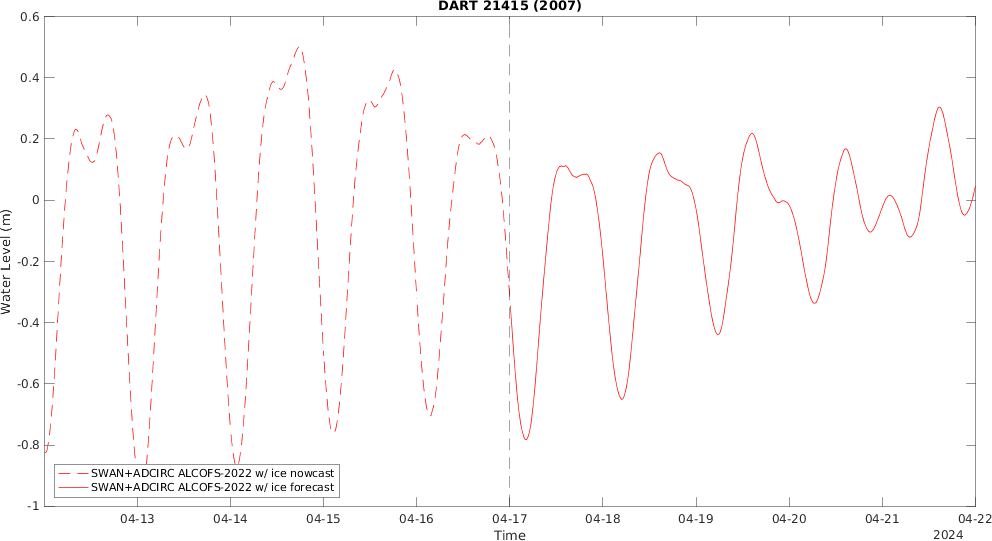 DART 21415 (2007)
0.6
0.4
0.2
0
-0.2
-0.4
-0.6
-0.8
-1
Water Level (m)
SWAN+ADCIRC ALCOFS-2022 w/ ice nowcast
SWAN+ADCIRC ALCOFS-2022 w/ ice forecast
04-13 04-14 04-15 04-16 04-17 04-18 04-19 04-20 04-21 04-22
Time
2024